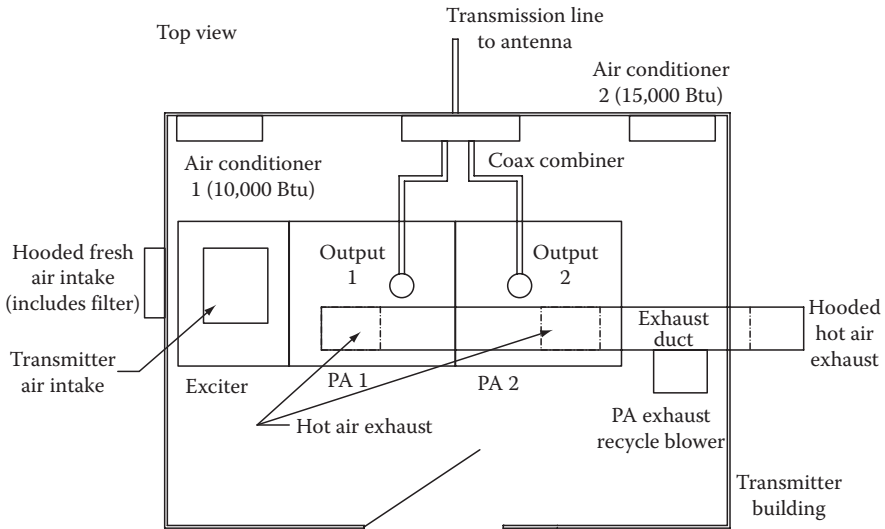 Top view
Transmission line
to antenna
Air conditioner
2 (15,000 Btu)
Air conditioner
1 (10,000 Btu)
Coax combiner
Hooded fresh
air intake
(includes filter)
Output
1
Output
2
Exhaust
duct
Hooded
hot air
exhaust
Transmitter
air intake
Exciter
PA 1
PA 2
Hot air exhaust
PA exhaust
recycle blower
Transmitter
building